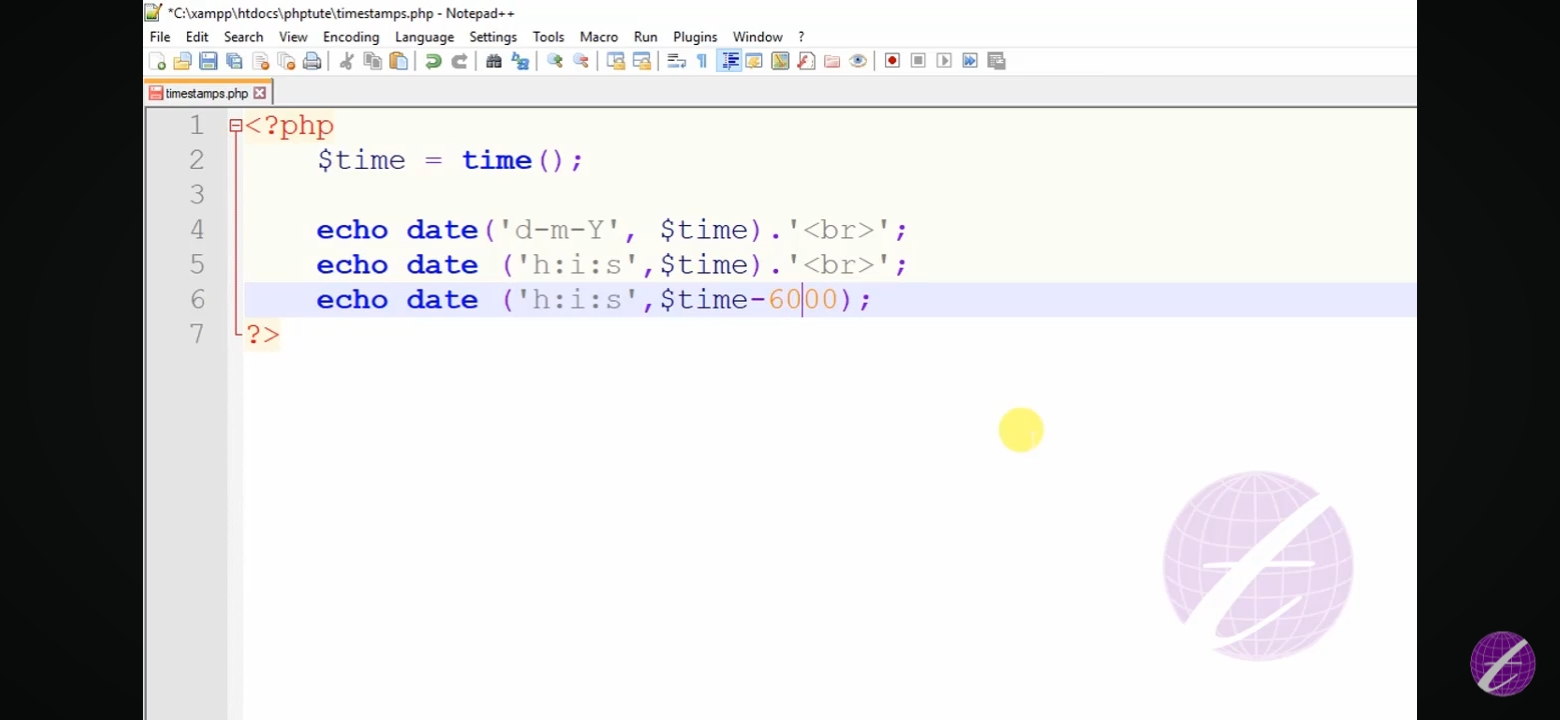 *C:\xampp\htdocs\phptute\timestamps.php - Notepad++
File Edit Search View Encoding Language Settings Tools Macro Run Plugins Window ?
timestamps.php
1 <?php
2 $time = time();
3
4 echo date('d-m-Y', $time).'<br>';
5 echo date ('h:i:s',$time).'<br>';
6 echo date ('h:i:s',$time-6000);
7 ?>